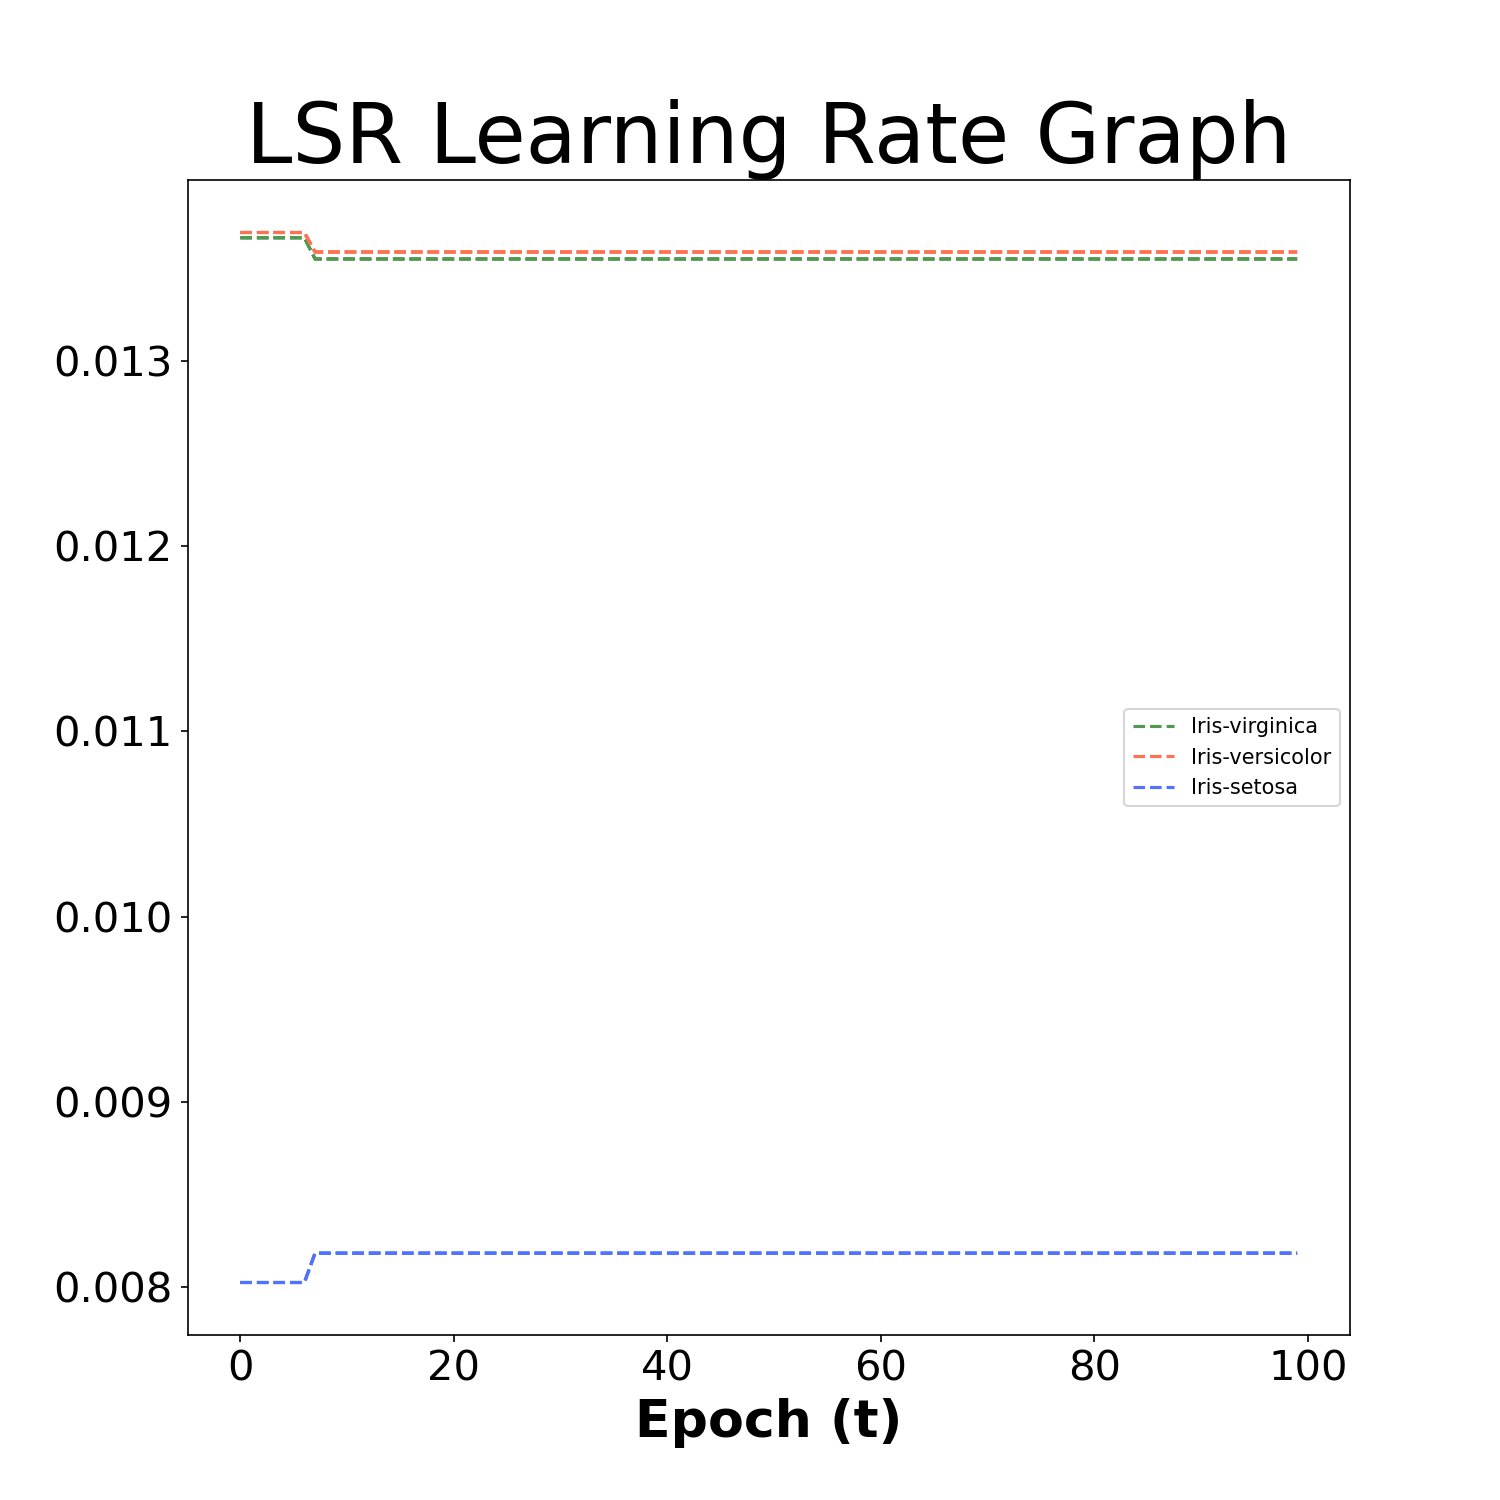 LSR Learning Rate Graph
0.013
0.012
0.011
0.010
0.009
0.008
Iris-virginica
Iris-versicolor
Iris-setosa
0 20 40 60 80 100
Epoch (t)